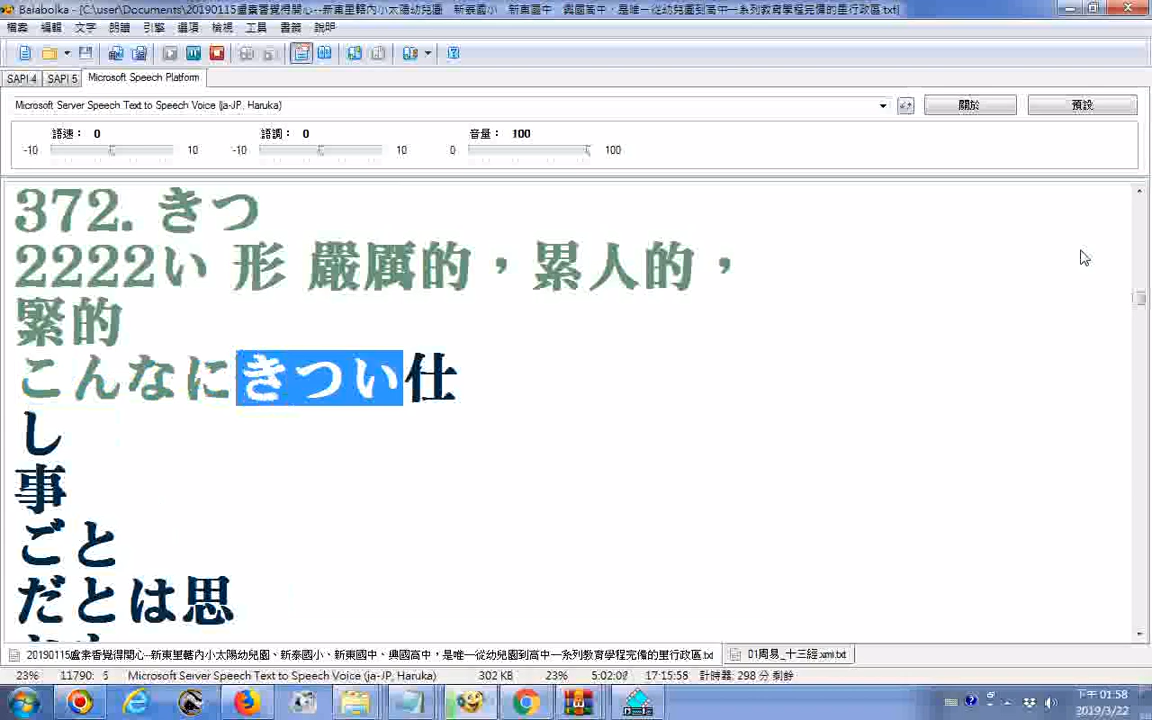 Balabolka - [C:\user\Documents\20190115盧素香覺得開心--新東里轄內小太陽幼兒園、新泰國小、新東國中、興國高中，是唯一從幼兒園到高中一系列教育學程完備的里行政區.txt]
檔案 編輯 文字 朗讀 引擎 選項 檢視 工具 書籤 說明
SAPI 4 SAPI 5 Microsoft Speech Platform
Microsoft Server Speech Text to Speech Voice (ja-JP, Haruka) 關於 預設
語速： 0 語調： 0 音量： 100
-10 10 -10 10 0 100
372. きつ
2222い 形 嚴厲的，累人的，
緊的
こんなにきつい仕
し
事
ごと
だとは思
20190115盧素香覺得開心--新東里轄內小太陽幼兒園、新泰國小、新東國中、興國高中，是唯一從幼兒園到高中一系列教育學程完備的里行政區.txt 01周易_十三經.xml.txt
23% 11790: 5 Microsoft Server Speech Text to Speech Voice (ja-JP, Haruka) 302 KB 23% 17:15:58 計時器: 298 分 剩餘
下午 01:58
2019/3/22